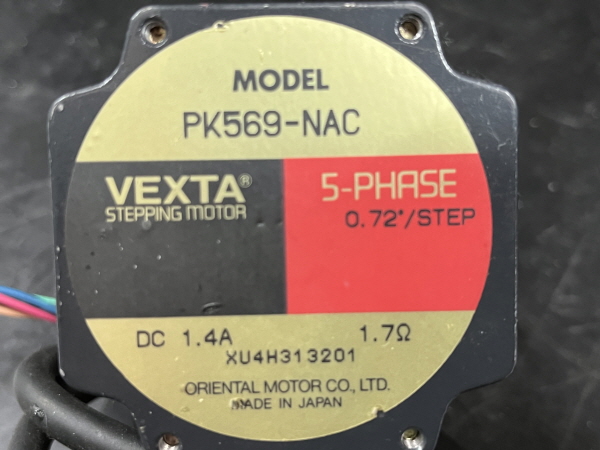 MODEL
PK569-NAC
VEXTA®
STEPPING MOTOR
5-PHASE
0.72°/STEP
DC 1.4A 1.7Ω
XU4H313201
ORIENTAL MOTOR CO., LTD.
MADE IN JAPAN